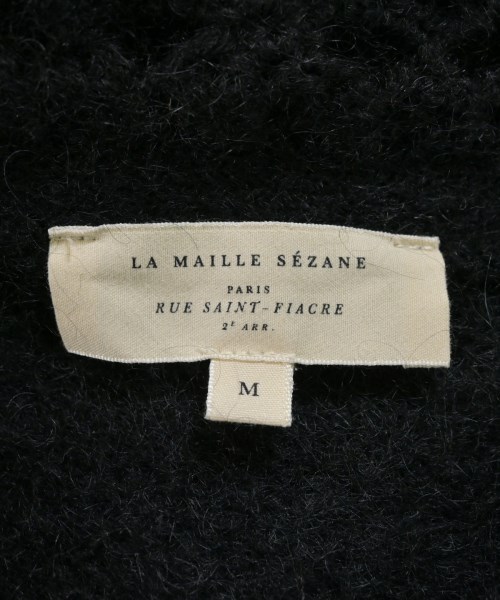 LA MAILLE SÉZANE
PARIS
RUE SAINT-FIACRE
2E ARR.
M